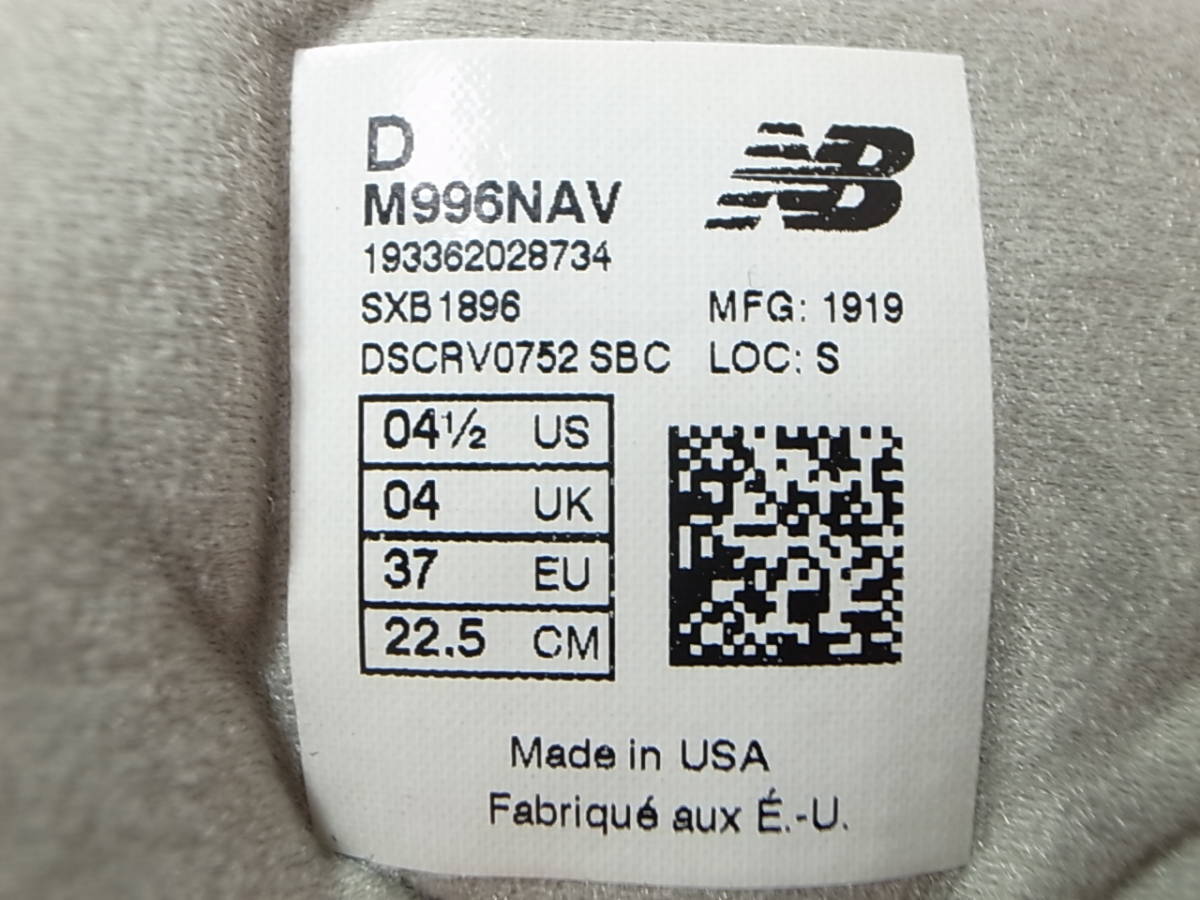 D
NB
M996NAV
193362028734
SXB1896 MFG: 1919
DSCRV0752 SBC LOC: S
04½ US
04 UK
37 EU
22.5 CM
Made in USA
Fabriqué aux É.-U.